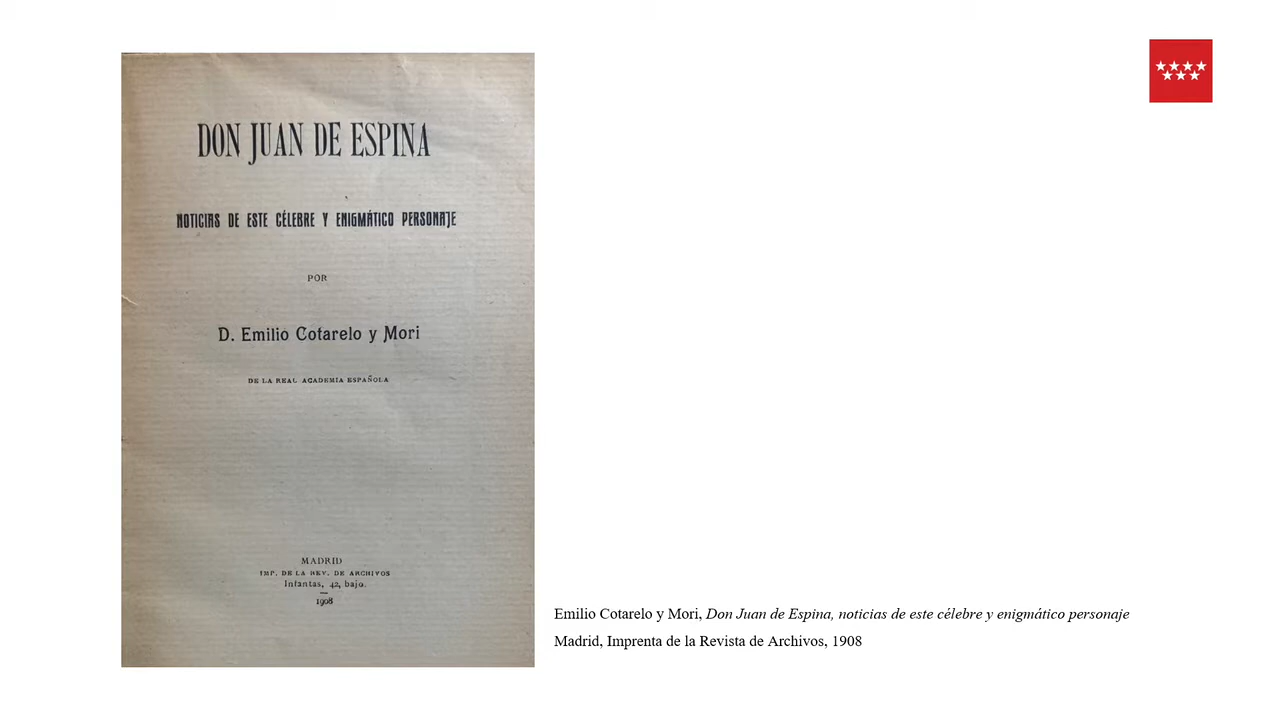 DON JUAN DE ESPINA
NOTICIAS DE ESTE CÉLEBRE Y ENIGMÁTICO PERSONAJE
POR
D. Emilio Cotarelo y Mori
DE LA REAL ACADEMIA ESPAÑOLA
MADRID
IMP. DE LA REV. DE ARCHIVOS
Infantas, 42, bajo.
1908
Emilio Cotarelo y Mori, Don Juan de Espina, noticias de este célebre y enigmático personaje
Madrid, Imprenta de la Revista de Archivos, 1908